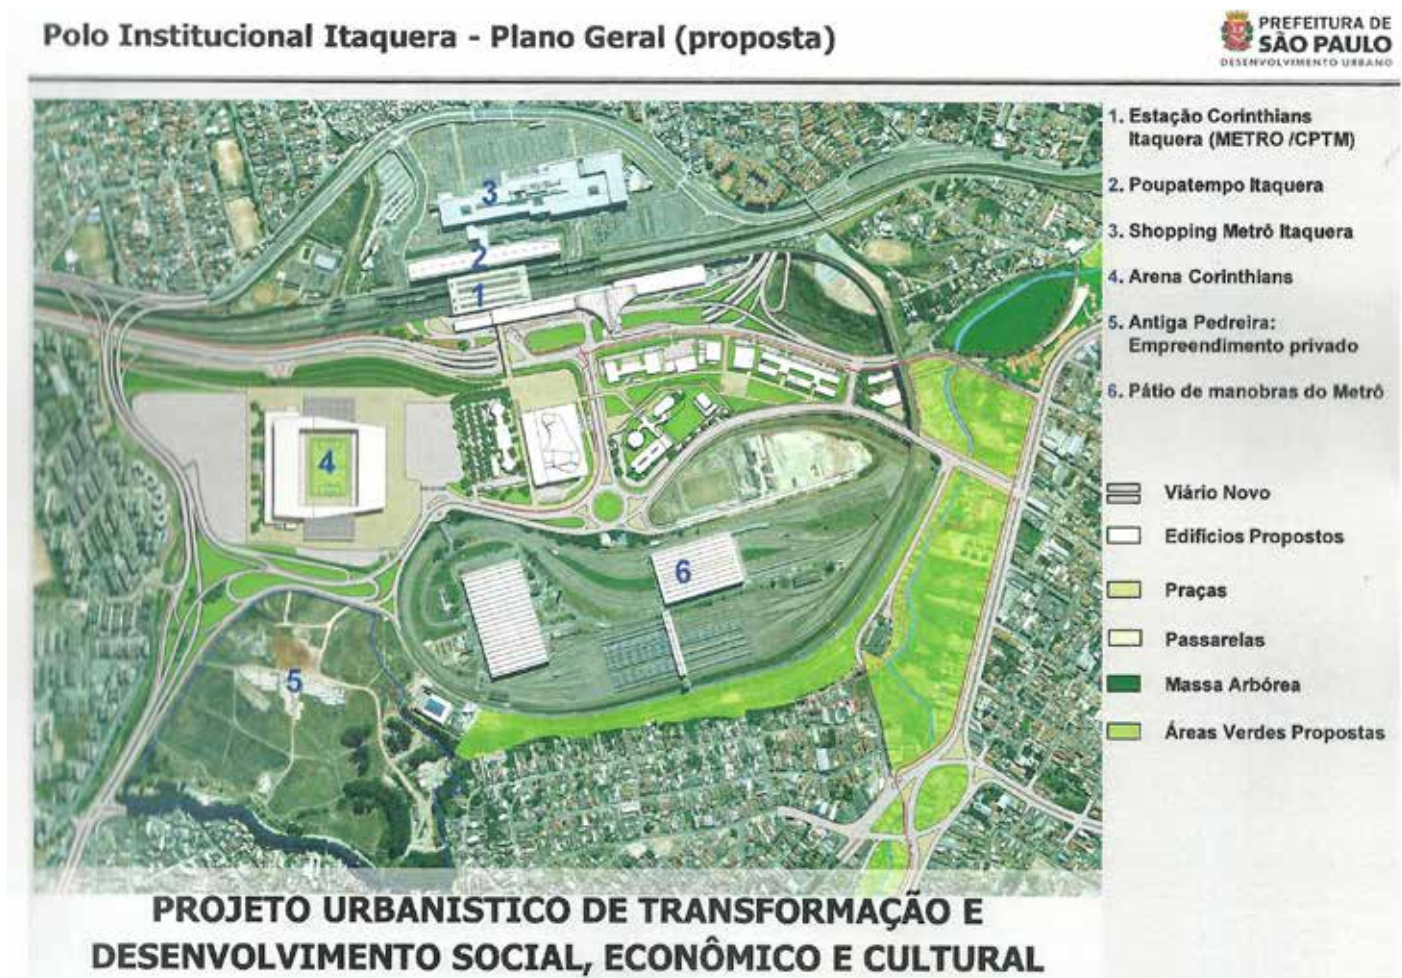 Polo Institucional Itaquera - Plano Geral (proposta)
PREFEITURA DE
SÃO PAULO
DESENVOLVIMENTO URBANO
1. Estação Corinthians
Itaquera (METRO /CPTM)
2. Poupatempo Itaquera
3. Shopping Metrô Itaquera
4. Arena Corinthians
5. Antiga Pedreira:
Empreendimento privado
6. Pátio de manobras do Metrô
Viário Novo
Edifícios Propostos
Praças
Passarelas
Massa Arbórea
Áreas Verdes Propostas
3
2
1
4
6
5
PROJETO URBANÍSTICO DE TRANSFORMAÇÃO E
DESENVOLVIMENTO SOCIAL, ECONÔMICO E CULTURAL